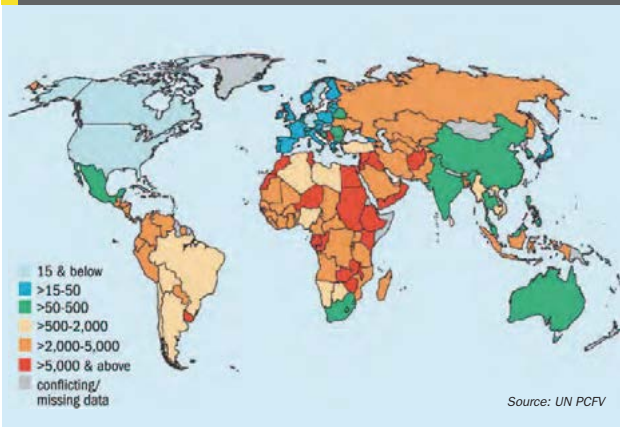 15 & below
>15-50
>50-500
>500-2,000
>2,000-5,000
>5,000 & above
conflicting/
missing data
Source: UN PCFV